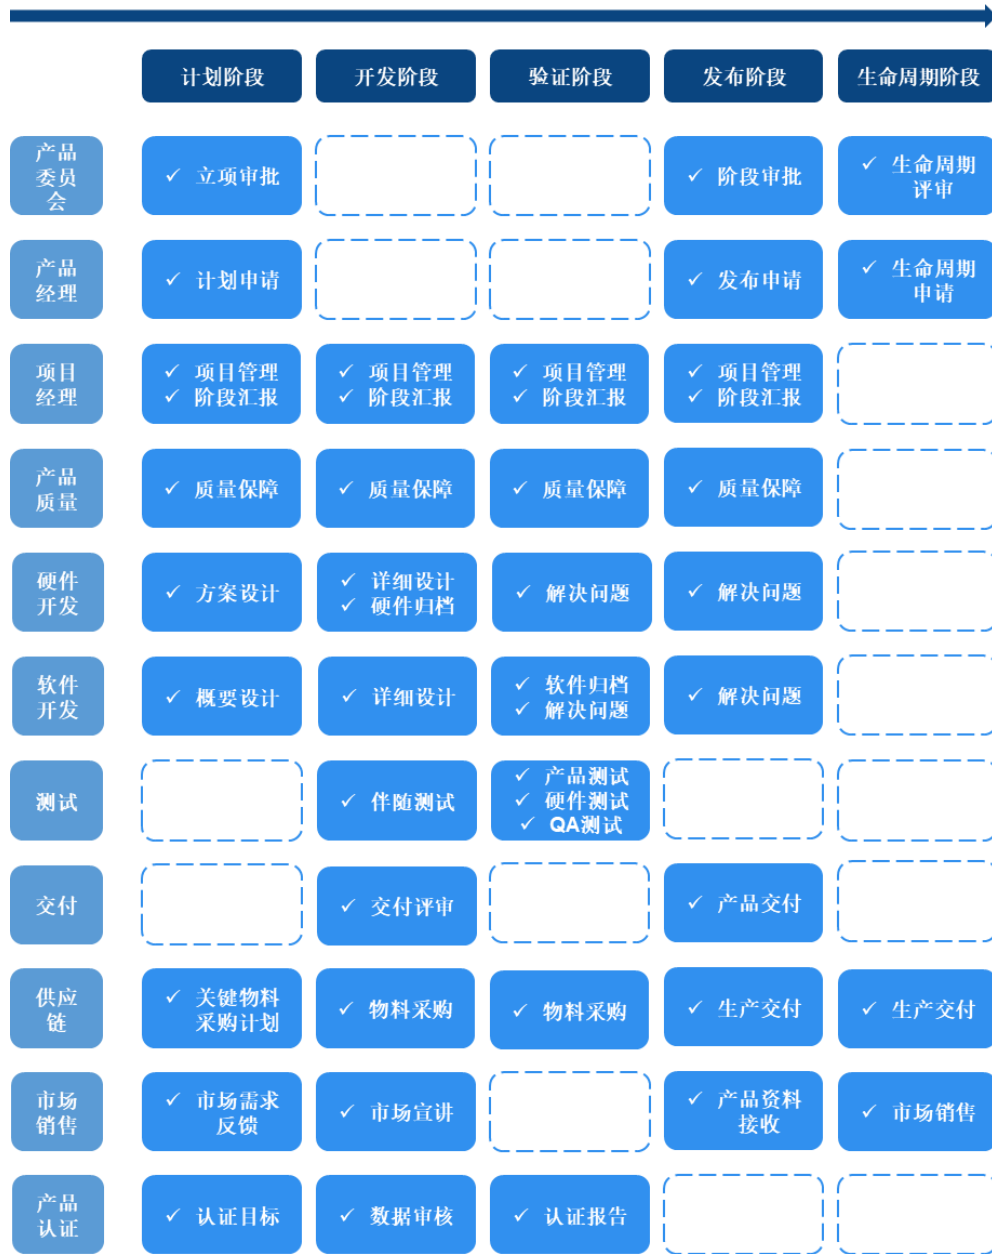 计划阶段
开发阶段
验证阶段
发布阶段
生命周期阶段
产品
委员
会
✓ 立项审批
✓ 阶段审批
✓ 生命周期
评审
产品
经理
✓ 计划申请
✓ 发布申请
✓ 生命周期
申请
项目
经理
✓ 项目管理
✓ 阶段汇报
✓ 项目管理
✓ 阶段汇报
✓ 项目管理
✓ 阶段汇报
✓ 项目管理
✓ 阶段汇报
产品
质量
✓ 质量保障
✓ 质量保障
✓ 质量保障
✓ 质量保障
硬件
开发
✓ 方案设计
✓ 详细设计
✓ 硬件归档
✓ 解决问题
✓ 解决问题
软件
开发
✓ 概要设计
✓ 详细设计
✓ 软件归档
✓ 解决问题
✓ 解决问题
测试
✓ 伴随测试
✓ 产品测试
✓ 硬件测试
✓ QA测试
交付
✓ 交付评审
✓ 产品交付
供应
链
✓ 关键物料
采购计划
✓ 物料采购
✓ 物料采购
✓ 生产交付
✓ 生产交付
市场
销售
✓ 市场需求
反馈
✓ 市场宣讲
✓ 产品资料
接收
✓ 市场销售
产品
认证
✓ 认证目标
✓ 数据审核
✓ 认证报告